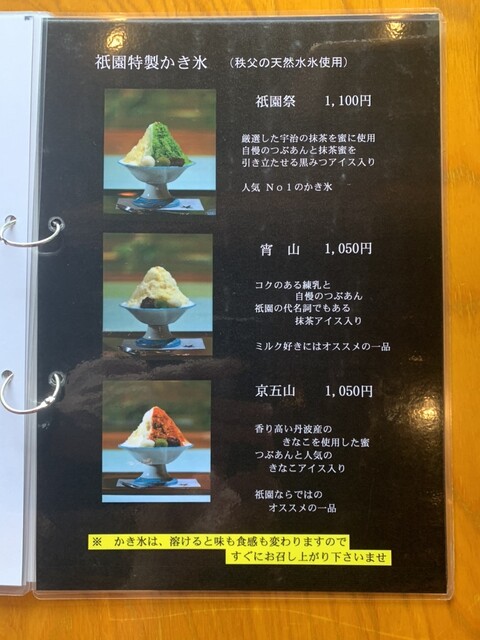 祇園特製かき氷　（秩父の天然水氷使用）
祇園祭　1,100円
厳選した宇治の抹茶を蜜に使用
自慢のつぶあんと抹茶蜜を
引き立たせる黒みつアイス入り
人気 No1のかき氷
宵　山　1,050円
コクのある練乳と
自慢のつぶあん
祇園の代名詞でもある
抹茶アイス入り
ミルク好きにはオススメの一品
京五山　1,050円
香り高い丹波産の
きなこを使用した蜜
つぶあんと人気の
きなこアイス入り
祇園ならではの
オススメの一品
※　かき氷は、溶けると味も食感も変わりますので
すぐにお召し上がり下さいませ